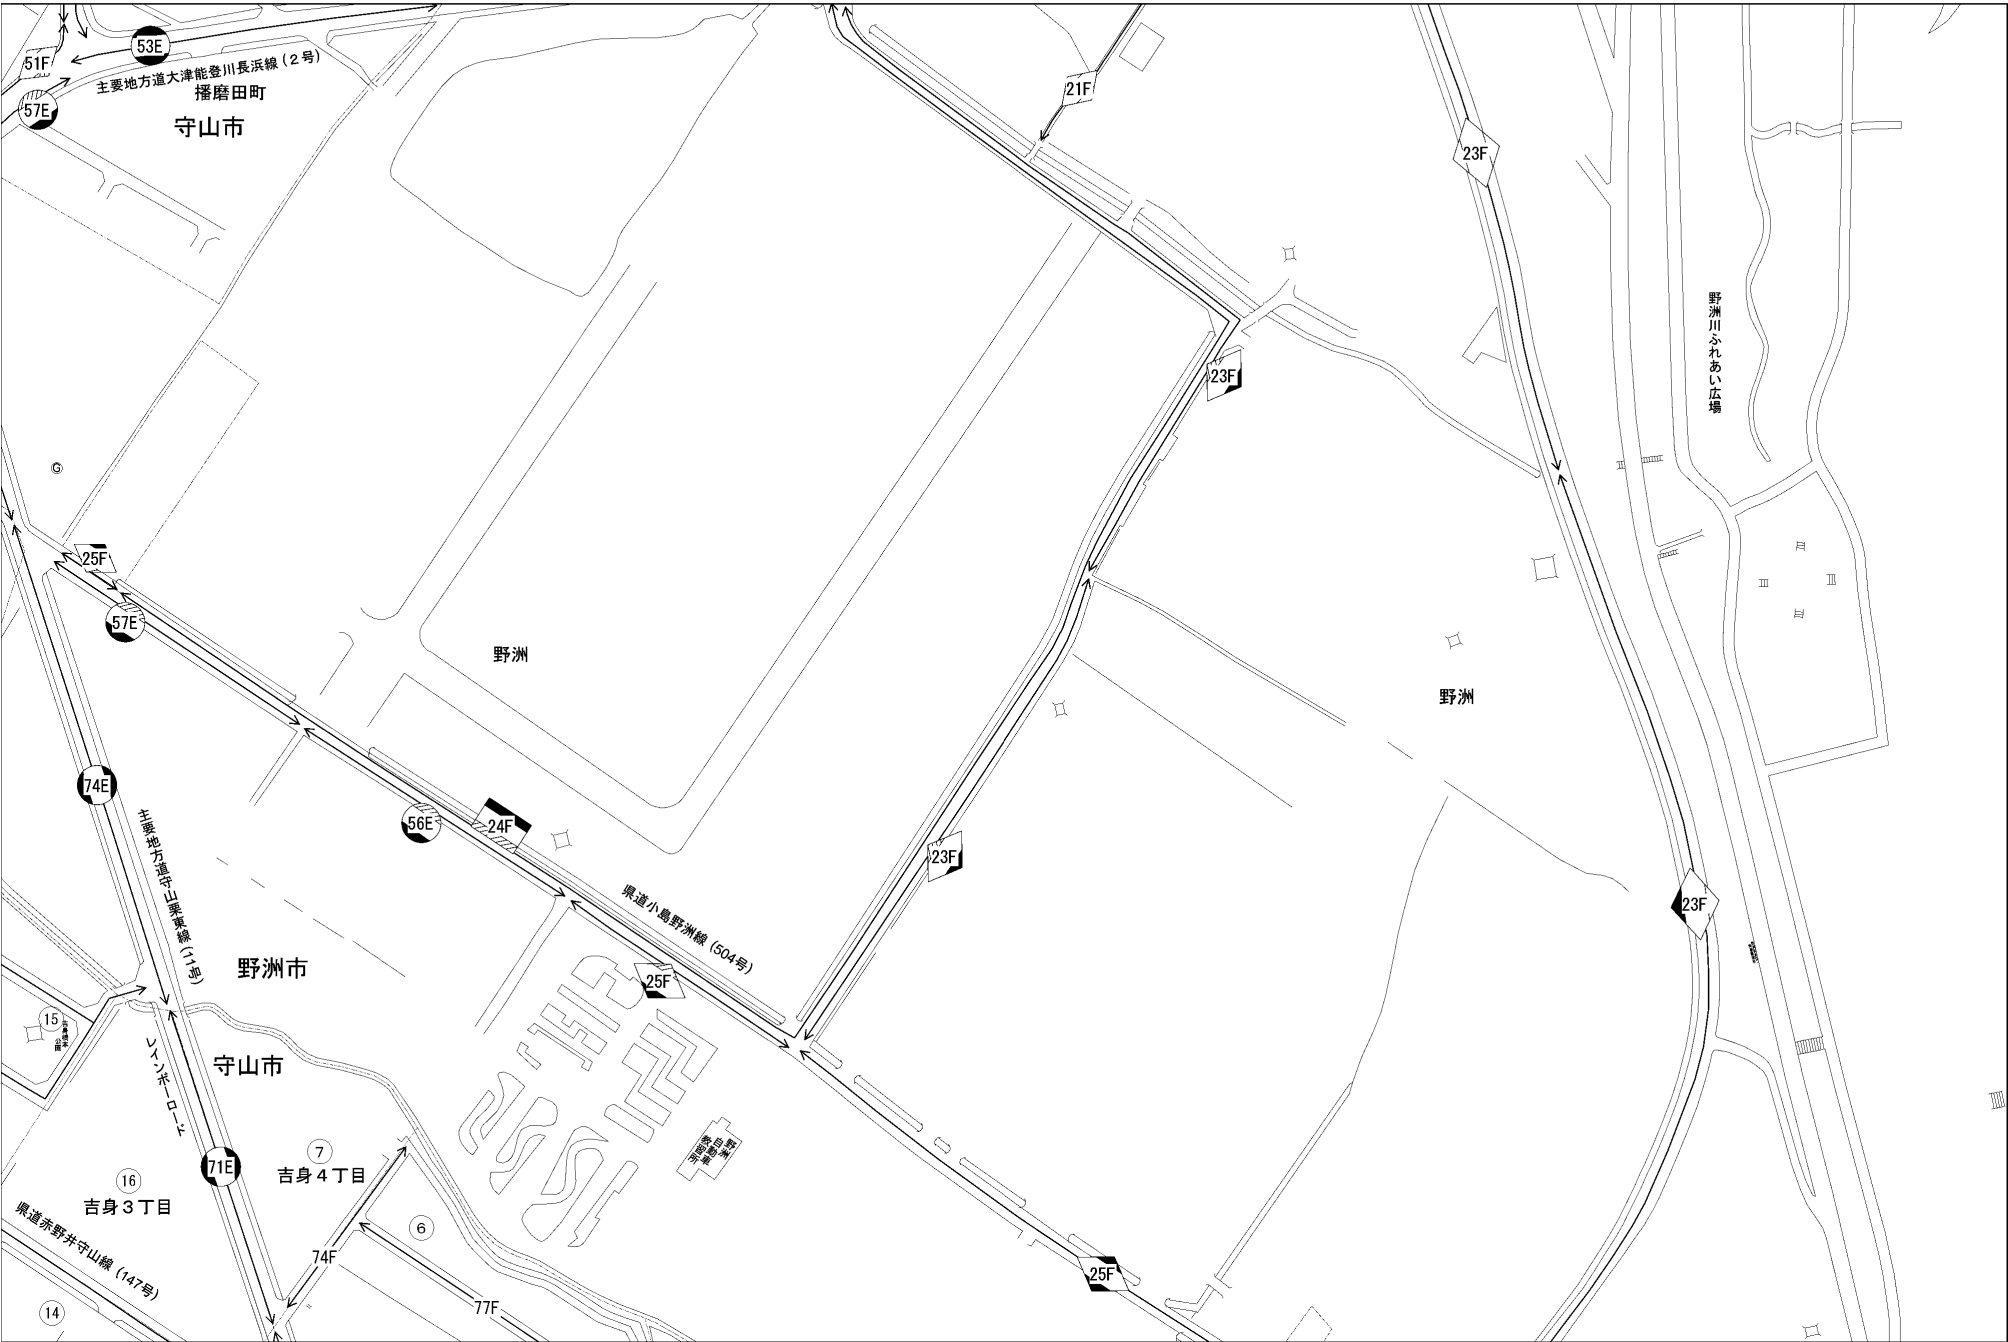 53E
51F
主要地方道大津能登川長浜線(2号)
播磨田町
57E
守山市
21F
23F
野洲川ふれあい広場
23F
G
25F
57E
野洲
野洲
74E
主要地方道守山栗東線(11号)
56E
24F
23F
23F
県道小島野洲線(504号)
野洲市
25F
15
吉身橋本
公園
レインボーロード
守山市
7
吉身4丁目
71E
16
吉身3丁目
野洲
自動車
教習所
6
県道赤野井守山線(147号)
74F
25F
14
77F